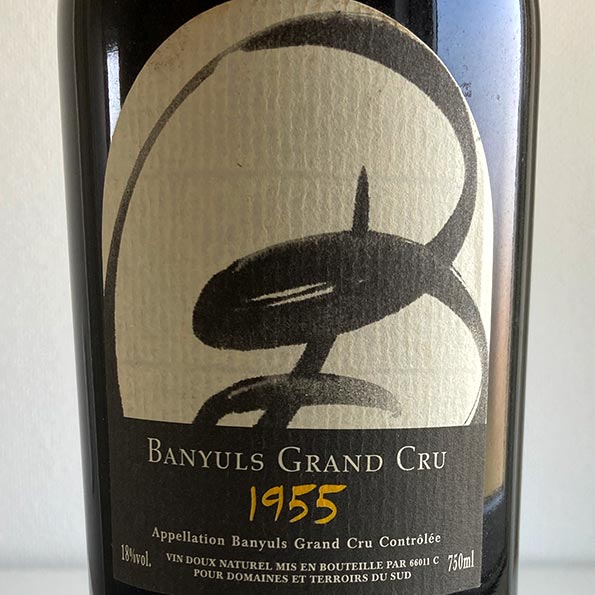 BANYULS GRAND CRU
1955
Appellation Banyuls Grand Cru Contrôlée
18%vol. VIN DOUX NATUREL MIS EN BOUTEILLE PAR 66011 C 750ml
POUR DOMAINES ET TERROIRS DU SUD